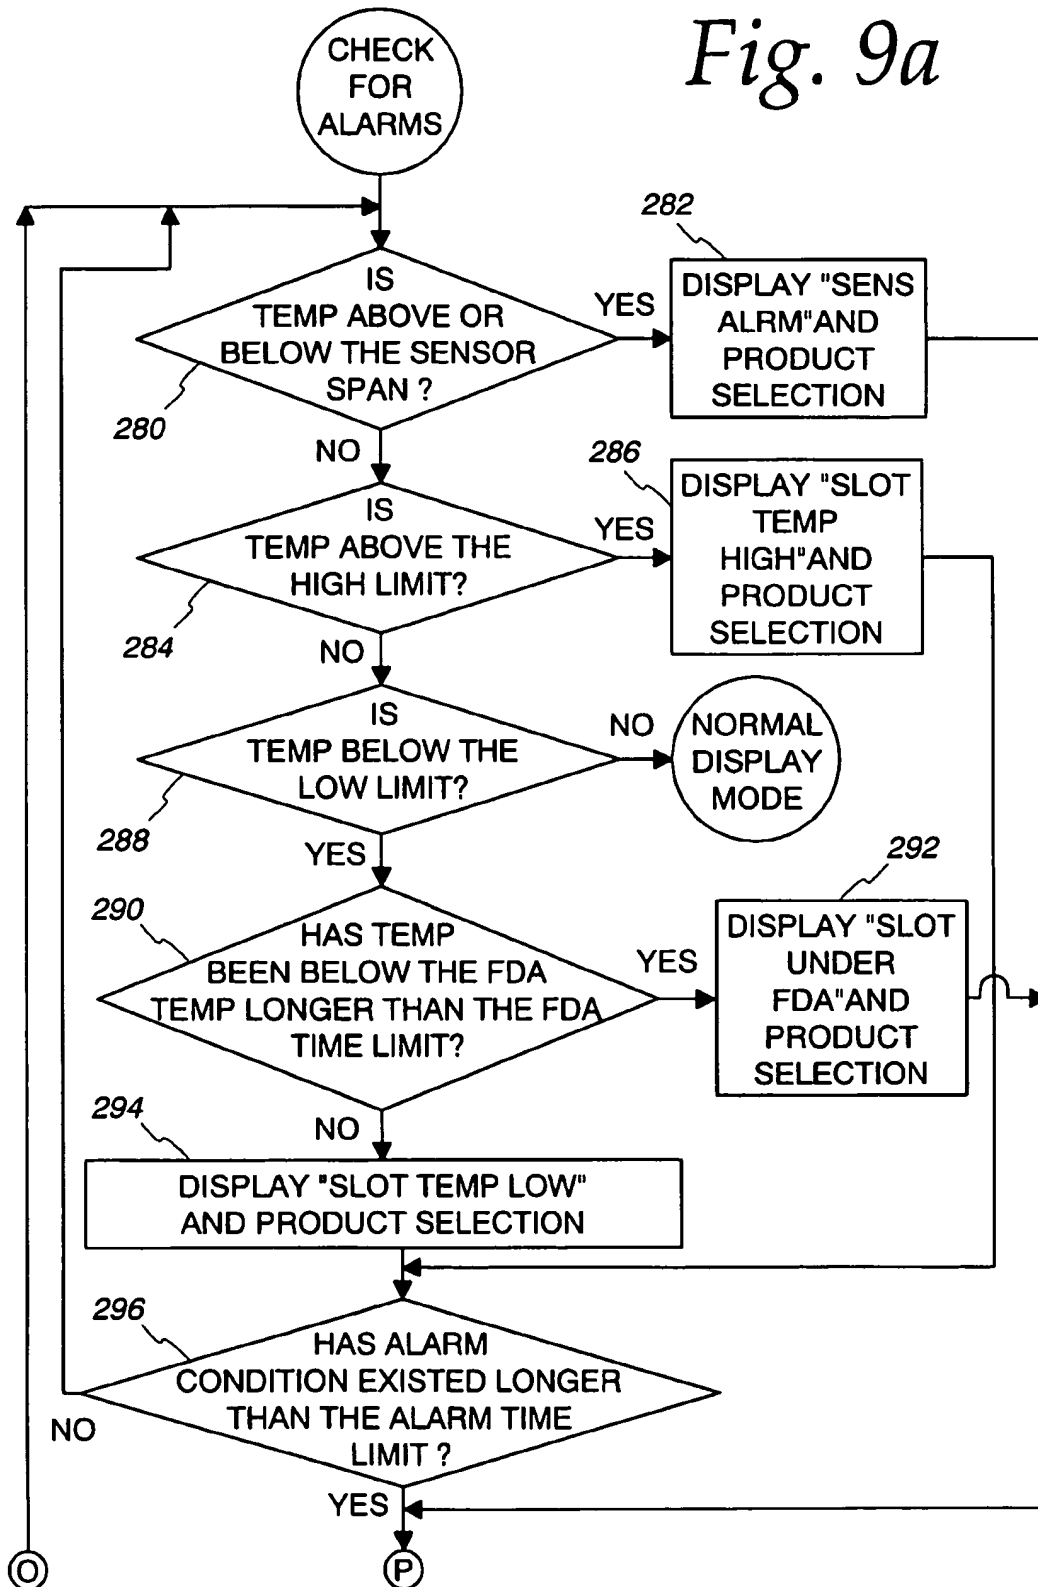 Fig. 9a
CHECK
FOR
ALARMS
282
IS
TEMP ABOVE OR
BELOW THE SENSOR
SPAN ?
280
YES
DISPLAY "SENS
ALRM"AND
PRODUCT
SELECTION
NO
286
IS
TEMP ABOVE THE
HIGH LIMIT?
284
YES
DISPLAY "SLOT
TEMP
HIGH"AND
PRODUCT
SELECTION
NO
IS
TEMP BELOW THE
LOW LIMIT?
288
NO
NORMAL
DISPLAY
MODE
YES
292
290
HAS TEMP
BEEN BELOW THE FDA
TEMP LONGER THAN THE FDA
TIME LIMIT?
YES
DISPLAY "SLOT
UNDER
FDA"AND
PRODUCT
SELECTION
NO
294
DISPLAY "SLOT TEMP LOW"
AND PRODUCT SELECTION
296
HAS ALARM
CONDITION EXISTED LONGER
THAN THE ALARM TIME
LIMIT ?
NO
YES
O
P